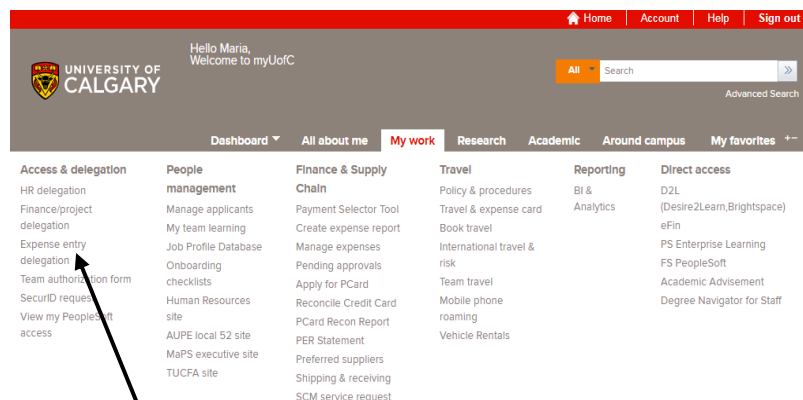 Home Account Help Sign out
Hello Maria,
Welcome to myUofC
UNIVERSITY OF
CALGARY
All Search »
Advanced Search
Dashboard All about me My work Research Academic Around campus My favorites +−
Access & delegation
HR delegation
Finance/project
delegation
Expense entry
delegation
Team authorization form
SecurID request
View my PeopleSoft
access
People
management
Manage applicants
My team learning
Job Profile Database
Onboarding
checklists
Human Resources
site
AUPE local 52 site
MaPS executive site
TUCFA site
Finance & Supply
Chain
Payment Selector Tool
Create expense report
Manage expenses
Pending approvals
Apply for PCard
Reconcile Credit Card
PCard Recon Report
PER Statement
Preferred suppliers
Shipping & receiving
SCM service request
Travel
Policy & procedures
Travel & expense card
Book travel
International travel &
risk
Team travel
Mobile phone
roaming
Vehicle Rentals
Reporting
BI &
Analytics
Direct access
D2L
(Desire2Learn,Brightspace)
eFin
PS Enterprise Learning
FS PeopleSoft
Academic Advisement
Degree Navigator for Staff